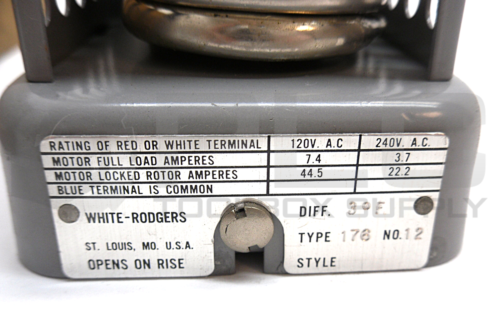 RATING OF RED OR WHITE TERMINAL 120V. A.C 240V. A.C.
MOTOR FULL LOAD AMPERES 7.4 3.7
MOTOR LOCKED ROTOR AMPERES 44.5 22.2
BLUE TERMINAL IS COMMON
WHITE-RODGERS
ST. LOUIS, MO. U.S.A.
OPENS ON RISE
DIFF. 39F
TYPE 176 NO. 12
STYLE
TOOLBOX SUPPLY